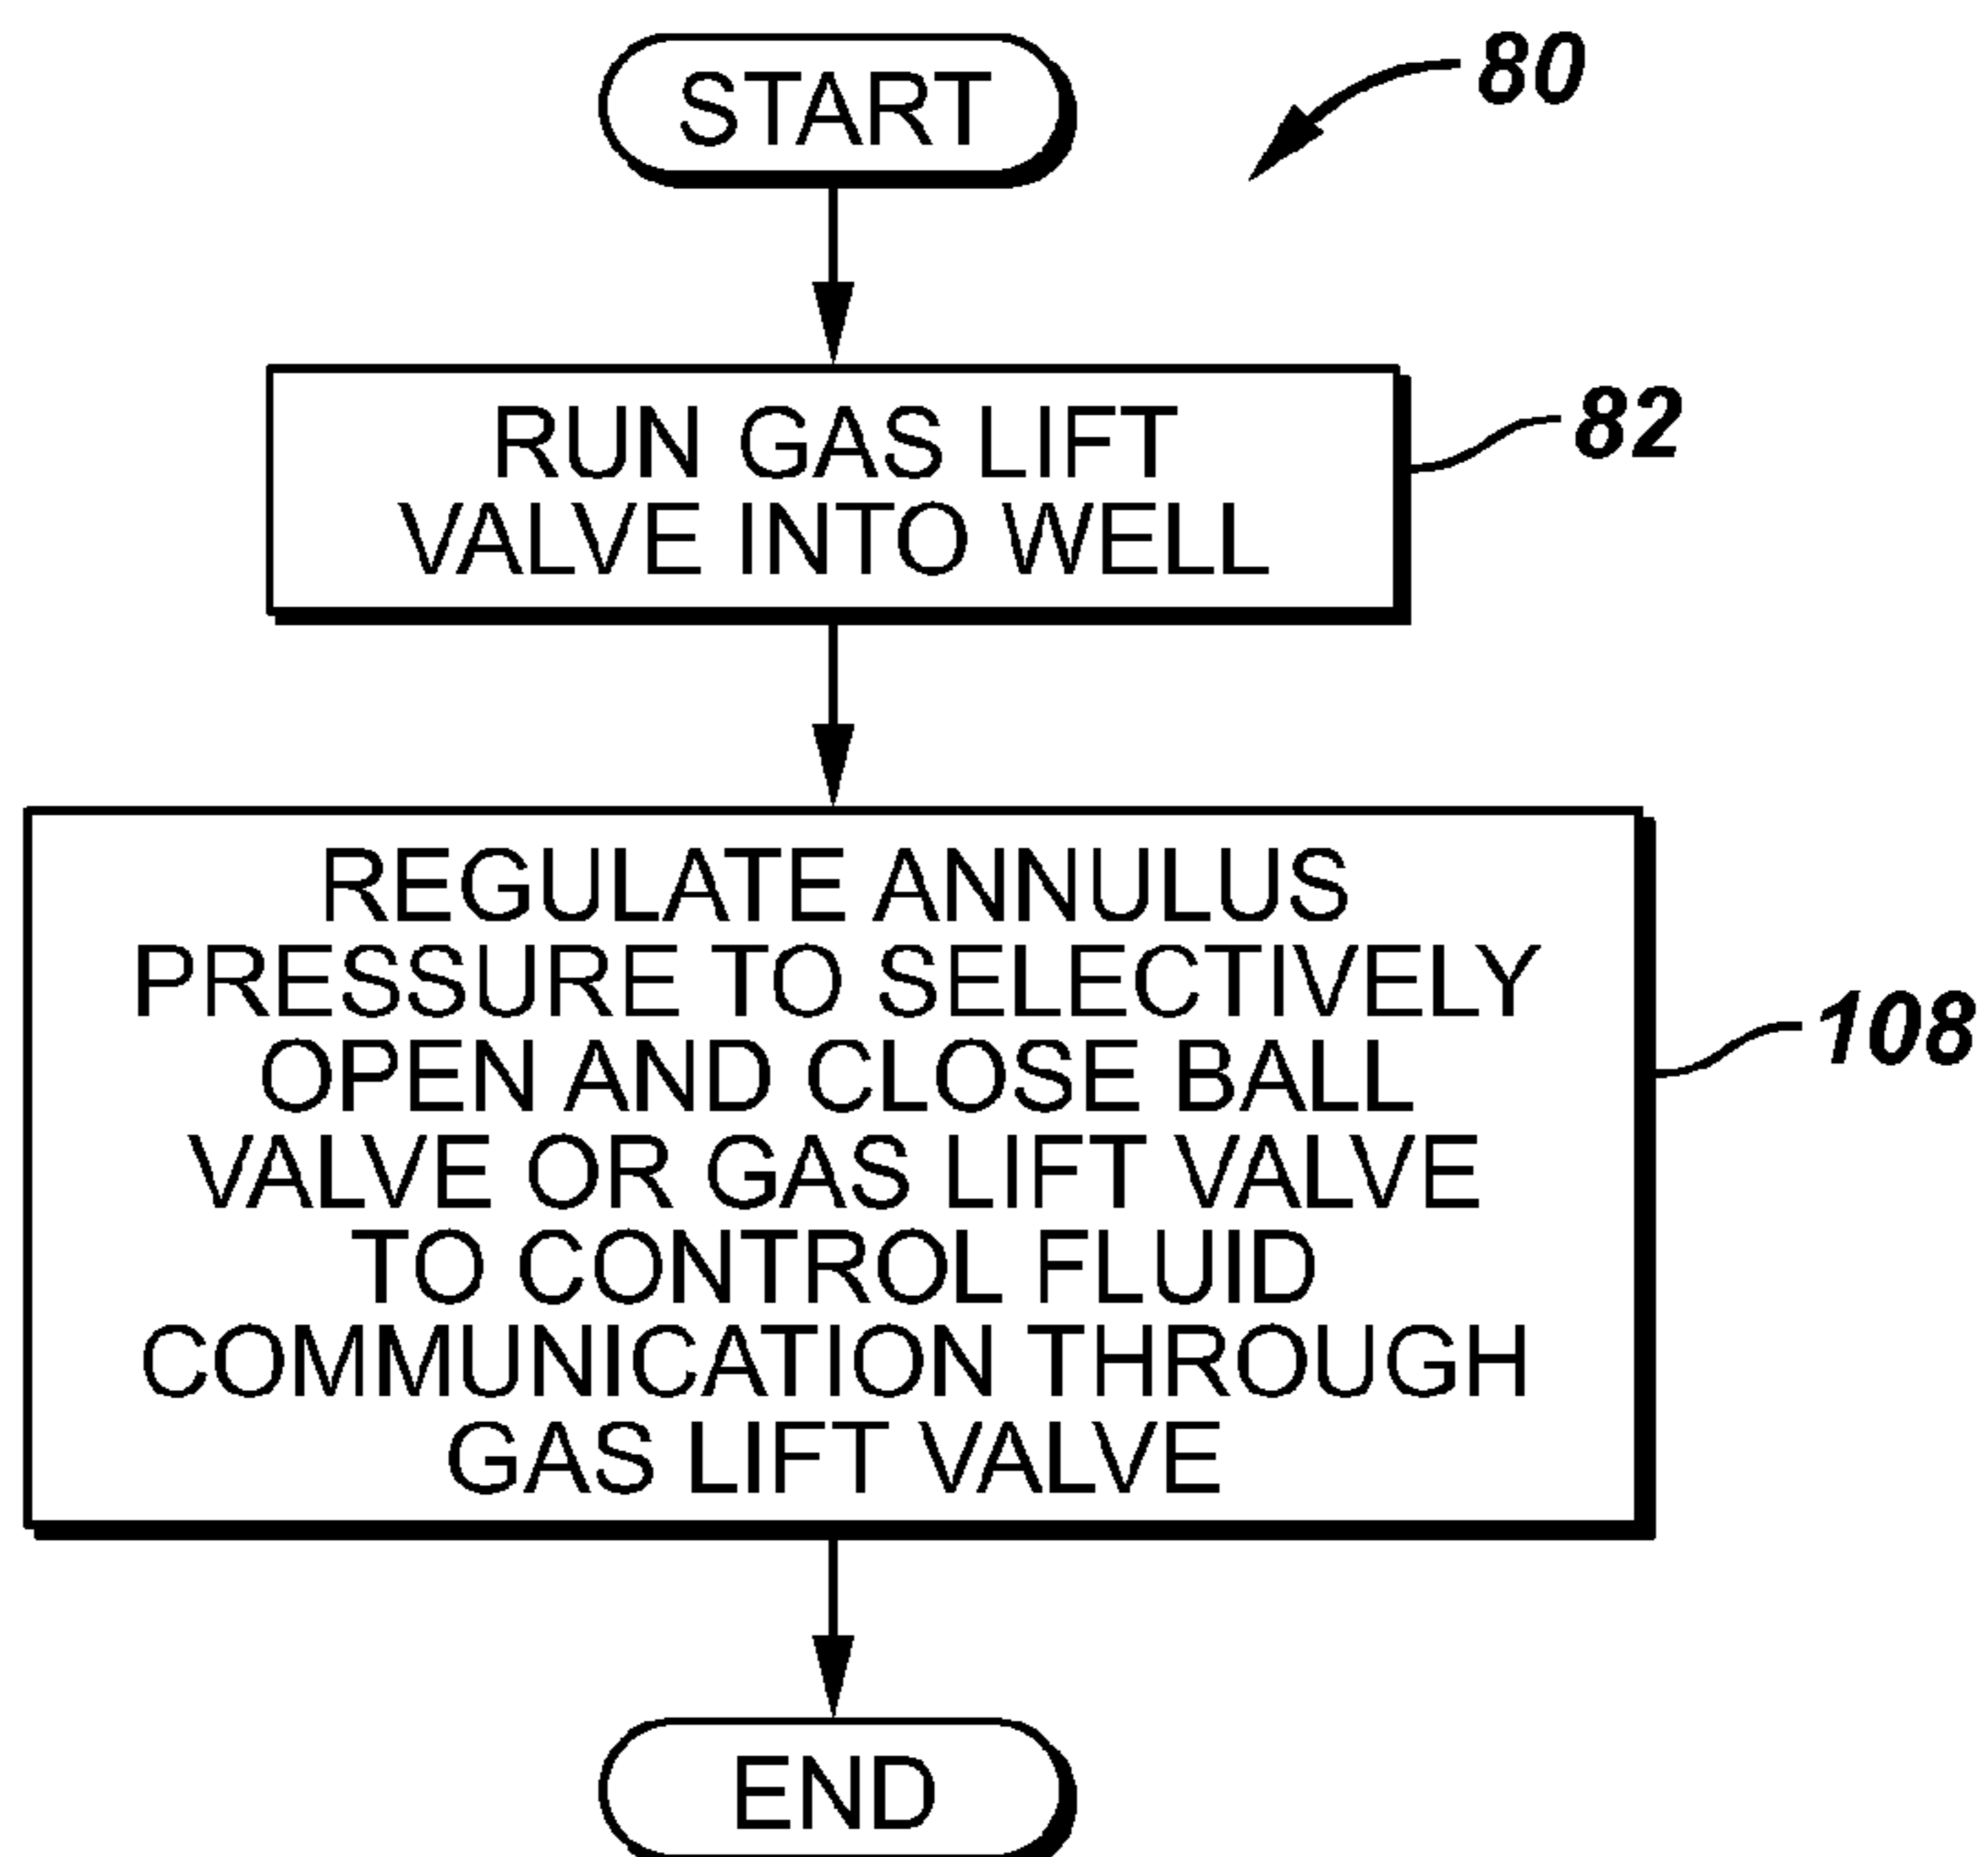 START
80
RUN GAS LIFT
VALVE INTO WELL
82
REGULATE ANNULUS
PRESSURE TO SELECTIVELY
OPEN AND CLOSE BALL
VALVE OR GAS LIFT VALVE
TO CONTROL FLUID
COMMUNICATION THROUGH
GAS LIFT VALVE
108
END